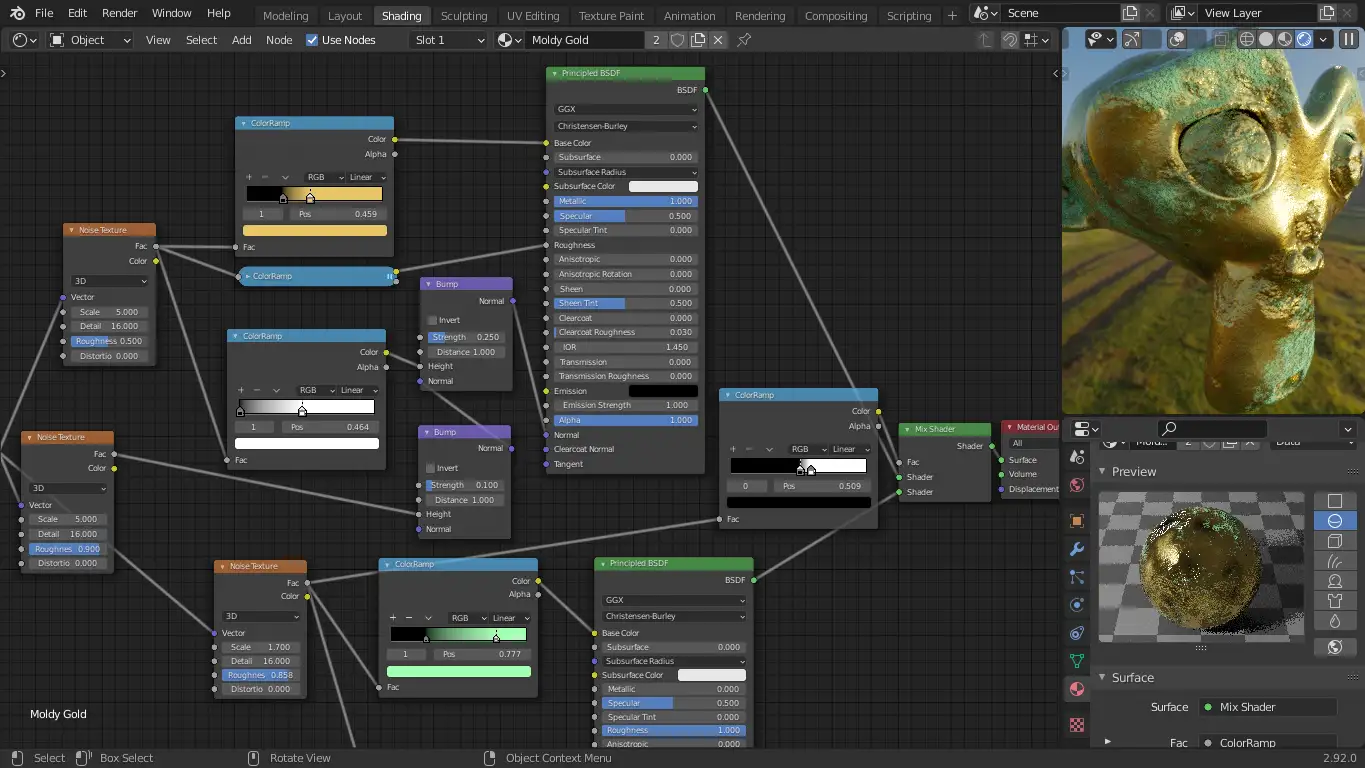 File Edit Render Window Help Modeling Layout Shading Sculpting UV Editing Texture Paint Animation Rendering Compositing Scripting + Scene View Layer
Object View Select Add Node Use Nodes Slot 1 Moldy Gold 2
Principled BSDF
BSDF
GGX
Christensen-Burley
Base Color
Subsurface 0.000
Subsurface Radius
Subsurface Color
Metallic 1.000
Specular 0.500
Specular Tint 0.000
Roughness
Anisotropic 0.000
Anisotropic Rotation 0.000
Sheen 0.000
Sheen Tint 0.500
Clearcoat 0.000
Clearcoat Roughness 0.030
IOR 1.450
Transmission 0.000
Transmission Roughness 0.000
Emission
Emission Strength 1.000
Alpha 1.000
Normal
Clearcoat Normal
Tangent
ColorRamp
Color
Alpha
RGB Linear
1 Pos 0.459
Fac
ColorRamp
Noise Texture
Fac
Color
3D
Vector
Scale 5.000
Detail 16.000
Roughness 0.500
Distortio 0.000
ColorRamp
Color
Alpha
RGB Linear
1 Pos 0.464
Fac
Bump
Normal
Invert
Strength 0.250
Distance 1.000
Height
Normal
Bump
Normal
Invert
Strength 0.100
Distance 1.000
Height
Normal
Noise Texture
Fac
Color
3D
Vector
Scale 5.000
Detail 16.000
Roughnes 0.900
Distortio 0.000
ColorRamp
Color
Alpha
RGB Linear
0 Pos 0.509
Fac
Mix Shader
Shader
Fac
Shader
Shader
Material Out
All
Surface
Volume
Displacement
Noise Texture
Fac
Color
3D
Vector
Scale 1.700
Detail 16.000
Roughnes 0.858
Distortio 0.000
ColorRamp
Color
Alpha
RGB Linear
1 Pos 0.777
Fac
Principled BSDF
BSDF
GGX
Christensen-Burley
Base Color
Subsurface 0.000
Subsurface Radius
Subsurface Color
Metallic 0.000
Specular 0.500
Specular Tint 0.000
Roughness 1.000
Anisotropic 0.000
Moldy Gold
Preview
Surface
Surface Mix Shader
Fac ColorRamp
Select Box Select Rotate View Object Context Menu 2.92.0